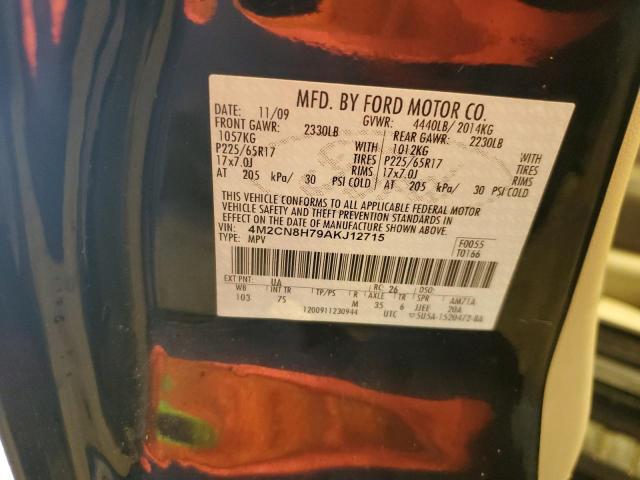 MFD. BY FORD MOTOR CO.
DATE: 11/09 GVWR: 4440LB/ 2014KG
FRONT GAWR: 2330LB REAR GAWR: 2230LB
1057KG WITH 1012KG WITH
P225/65R17 TIRES P225/65R17 TIRES
17x7.0J RIMS 17x7.0J RIMS
AT 205 kPa/ 30 PSI COLD AT 205 kPa/ 30 PSI COLD
THIS VEHICLE CONFORMS TO ALL APPLICABLE FEDERAL MOTOR
VEHICLE SAFETY AND THEFT PREVENTION STANDARDS IN
EFFECT ON THE DATE OF MANUFACTURE SHOWN ABOVE.
VIN: 4M2CN8H79AKJ12715 F0055
TYPE: MPV T0166
EXT PNT: UA RC: 26 DSO:
WB INT TR TP/PS R AXLE TR SPR AM7TA
103 75 M 35 6 JJEE 20A
1200911230944 UTC 5U5A-1520472-BA